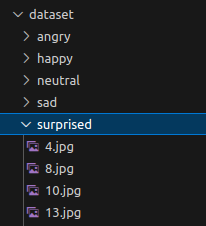 dataset
angry
happy
neutral
sad
surprised
4.jpg
8.jpg
10.jpg
13.jpg